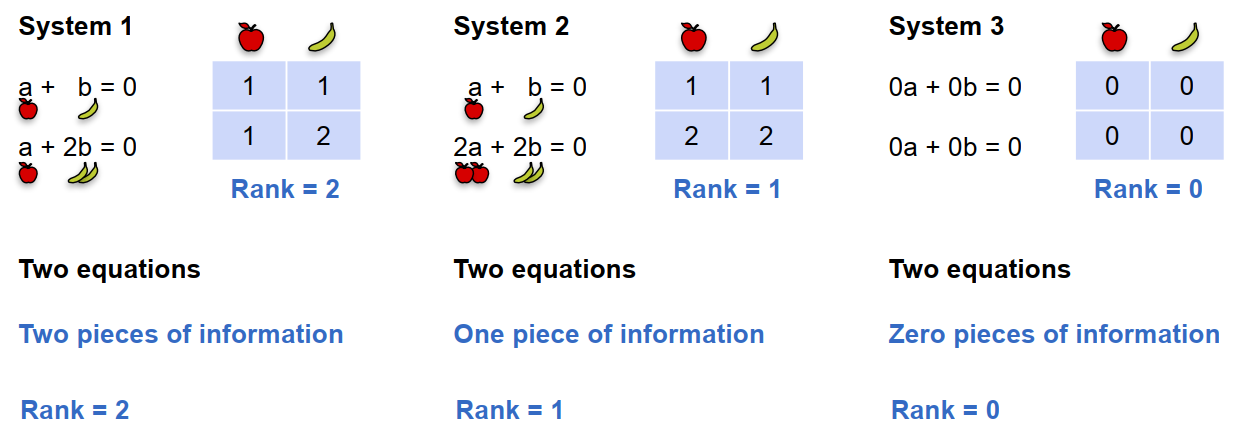 System 1
a + b = 0
a + 2b = 0
1 1
1 2
Rank = 2
Two equations
Two pieces of information
Rank = 2
System 2
a + b = 0
2a + 2b = 0
1 1
2 2
Rank = 1
Two equations
One piece of information
Rank = 1
System 3
0a + 0b = 0
0a + 0b = 0
0 0
0 0
Rank = 0
Two equations
Zero pieces of information
Rank = 0